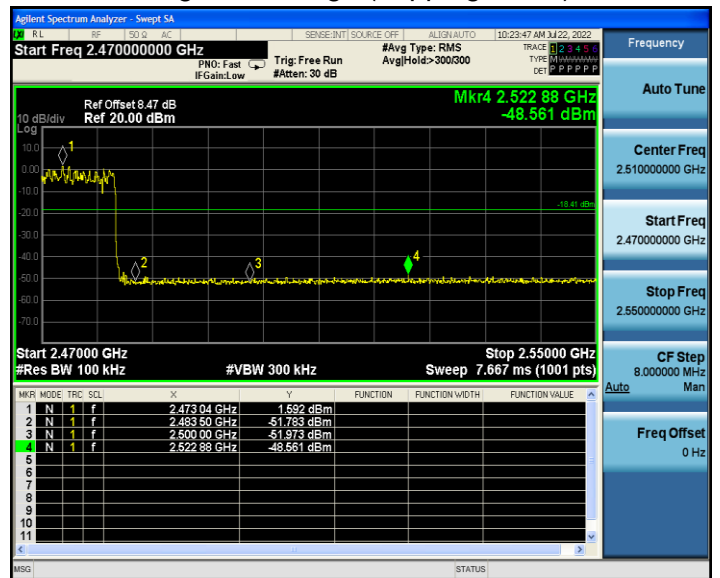 Agilent Spectrum Analyzer - Swept SA
RL RF 50 Ω AC SENSE:INT SOURCE OFF ALIGN AUTO 10:23:47 AM Jul 22, 2022
Start Freq 2.470000000 GHz
PNO: Fast
IFGain:Low
Trig: Free Run
#Atten: 30 dB
#Avg Type: RMS
Avg|Hold:>300/300
TRACE 1 2 3 4 5 6
TYPE M
DET P P P P P P
Ref Offset 8.47 dB
10 dB/div Ref 20.00 dBm
Log
Mkr4 2.522 88 GHz
-48.561 dBm
10.0
0.00
-10.0
-20.0
-30.0
-40.0
-50.0
-60.0
-70.0
1
2
3
4
-18.41 dBm
Start 2.47000 GHz Stop 2.55000 GHz
#Res BW 100 kHz #VBW 300 kHz Sweep 7.667 ms (1001 pts)
MKR MODE TRC SCL X Y FUNCTION FUNCTION WIDTH FUNCTION VALUE
1 N 1 f 2.473 04 GHz 1.592 dBm
2 N 1 f 2.483 50 GHz -51.783 dBm
3 N 1 f 2.500 00 GHz -51.973 dBm
4 N 1 f 2.522 88 GHz -48.561 dBm
5
6
7
8
9
10
11
MSG STATUS
Frequency
Auto Tune
Center Freq
2.510000000 GHz
Start Freq
2.470000000 GHz
Stop Freq
2.550000000 GHz
CF Step
8.000000 MHz
Auto Man
Freq Offset
0 Hz